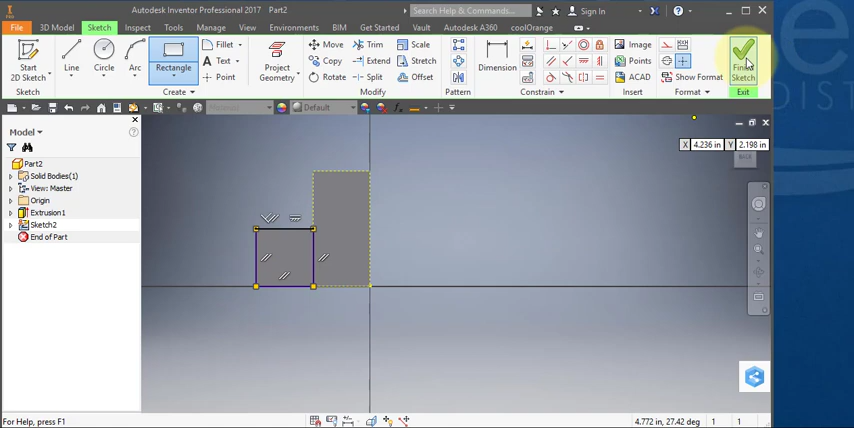 PRO
Autodesk Inventor Professional 2017 Part2
Search Help & Commands...
Sign In
File 3D Model Sketch Inspect Tools Manage View Environments BIM Get Started Vault Autodesk A360 coolOrange
Start
2D Sketch
Line
Circle
Arc
Rectangle
Fillet
Text
Point
Project
Geometry
Move
Copy
Rotate
Trim
Extend
Split
Scale
Stretch
Offset
Dimension
Image
Points
ACAD
Show Format
Finish
Sketch
Sketch Create Modify Pattern Constrain Insert Format Exit
Default
Model
Part2
Solid Bodies(1)
View: Master
Origin
Extrusion1
Sketch2
End of Part
X 4.236 in Y 2.198 in
BACK
For Help, press F1
4.772 in, 27.42 deg 1 1
DIST